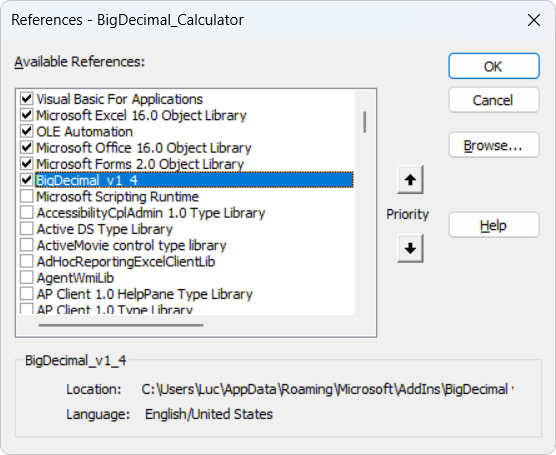 References - BigDecimal_Calculator
Available References:
Visual Basic For Applications
Microsoft Excel 16.0 Object Library
OLE Automation
Microsoft Office 16.0 Object Library
Microsoft Forms 2.0 Object Library
BigDecimal_v1_4
Microsoft Scripting Runtime
AccessibilityCplAdmin 1.0 Type Library
Active DS Type Library
ActiveMovie control type library
AdHocReportingExcelClientLib
AgentWmiLib
AP Client 1.0 HelpPane Type Library
AP Client 1.0 Type Library
OK
Cancel
Browse...
Priority
Help
BigDecimal_v1_4
Location: C:\Users\Luc\AppData\Roaming\Microsoft\AddIns\BigDecimal
Language: English/United States